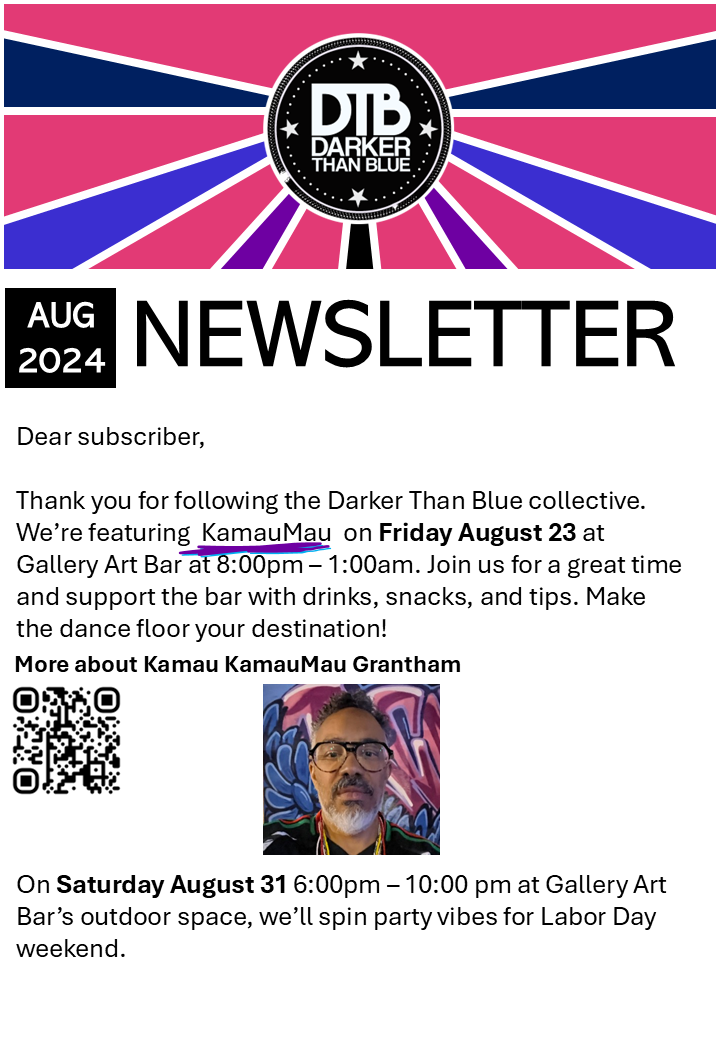 DTB
DARKER
THAN BLUE
AUG
2024
NEWSLETTER
Dear subscriber,
Thank you for following the Darker Than Blue collective.
We’re featuring KamauMau on Friday August 23 at
Gallery Art Bar at 8:00pm – 1:00am. Join us for a great time
and support the bar with drinks, snacks, and tips. Make
the dance floor your destination!
More about Kamau KamauMau Grantham
On Saturday August 31 6:00pm – 10:00 pm at Gallery Art
Bar’s outdoor space, we’ll spin party vibes for Labor Day
weekend.